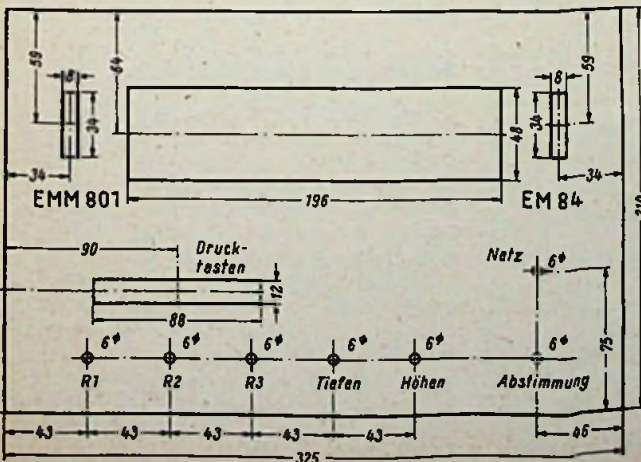 59
64
59
8
34
8
34
48
34
34
EMM 801
196
EM 84
90
Druck-
tasten
Netz
6⌀
12
88
75
6⌀
6⌀
6⌀
6⌀
6⌀
6⌀
R1
R2
R3
Tiefen
Höhen
Abstimmung
43
43
43
43
43
46
325